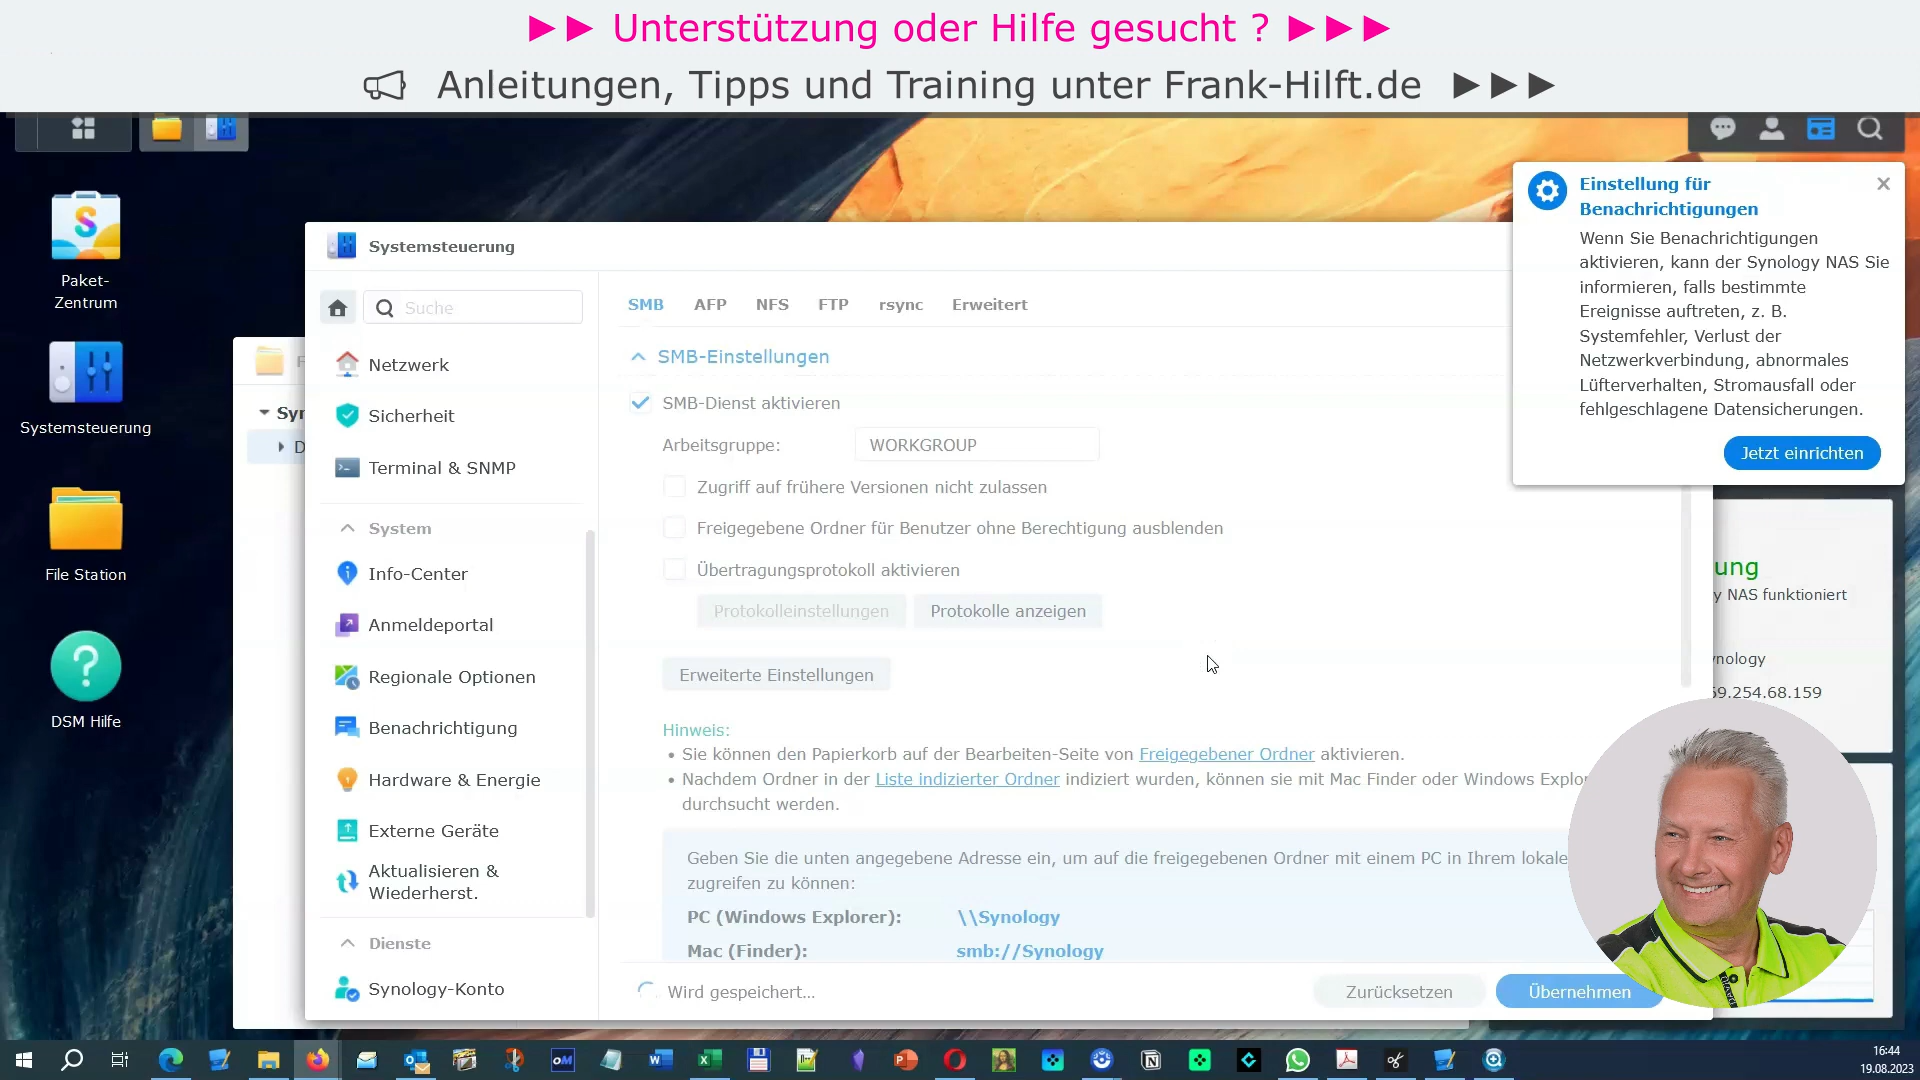 ►► Unterstützung oder Hilfe gesucht ? ►►►
Anleitungen, Tipps und Training unter Frank-Hilft.de ►►►
Paket-
Zentrum
Systemsteuerung
File Station
DSM Hilfe
Systemsteuerung
Suche
Netzwerk
Sicherheit
Terminal & SNMP
System
Info-Center
Anmeldeportal
Regionale Optionen
Benachrichtigung
Hardware & Energie
Externe Geräte
Aktualisieren &
Wiederherst.
Dienste
Synology-Konto
SMB AFP NFS FTP rsync Erweitert
SMB-Einstellungen
SMB-Dienst aktivieren
Arbeitsgruppe: WORKGROUP
Zugriff auf frühere Versionen nicht zulassen
Freigegebene Ordner für Benutzer ohne Berechtigung ausblenden
Übertragungsprotokoll aktivieren
Protokolleinstellungen Protokolle anzeigen
Erweiterte Einstellungen
Hinweis:
• Sie können den Papierkorb auf der Bearbeiten-Seite von Freigegebener Ordner aktivieren.
• Nachdem Ordner in der Liste indizierter Ordner indiziert wurden, können sie mit Mac Finder oder Windows Explor
durchsucht werden.
Geben Sie die unten angegebene Adresse ein, um auf die freigegebenen Ordner mit einem PC in Ihrem lokale
zugreifen zu können:
PC (Windows Explorer): \\Synology
Mac (Finder): smb://Synology
Wird gespeichert...
Zurücksetzen Übernehmen
Einstellung für
Benachrichtigungen
Wenn Sie Benachrichtigungen
aktivieren, kann der Synology NAS Sie
informieren, falls bestimmte
Ereignisse auftreten, z. B.
Systemfehler, Verlust der
Netzwerkverbindung, abnormales
Lüfterverhalten, Stromausfall oder
fehlgeschlagene Datensicherungen.
Jetzt einrichten
ung
y NAS funktioniert
ynology
69.254.68.159
16:44
19.08.2023